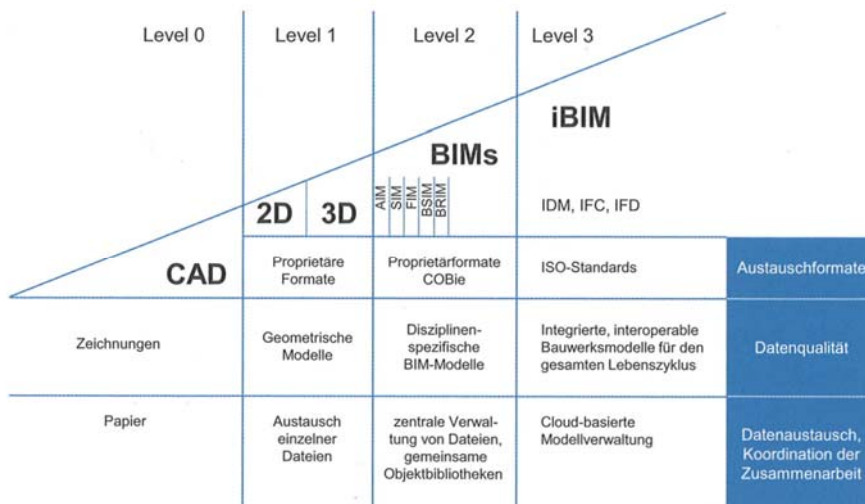 Level 0
Level 1
Level 2
Level 3
iBIM
BIMs
AIM
SIM
FIM
BSIM
BRIM
2D
3D
IDM, IFC, IFD
CAD
Proprietäre
Formate
Proprietärformate
COBie
ISO-Standards
Austauschformate
Zeichnungen
Geometrische
Modelle
Disziplinen-
spezifische
BIM-Modelle
Integrierte, interoperable
Bauwerksmodelle für den
gesamten Lebenszyklus
Datenqualität
Papier
Austausch
einzelner
Dateien
zentrale Verwal-
tung von Dateien,
gemeinsame
Objektbibliotheken
Cloud-basierte
Modellverwaltung
Datenaustausch,
Koordination der
Zusammenarbeit